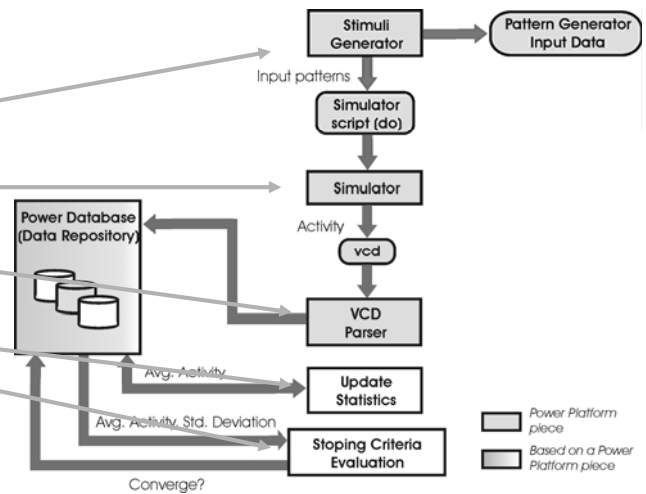 Stimuli
Generator
Pattern Generator
Input Data
Input patterns
Simulator
script (do)
Simulator
Power Database
(Data Repository)
Activity
vcd
VCD
Parser
Avg. Activity
Update
Statistics
Avg. Activity, Std. Deviation
Stoping Criteria
Evaluation
Converge?
Power Platform
piece
Based on a Power
Platform piece